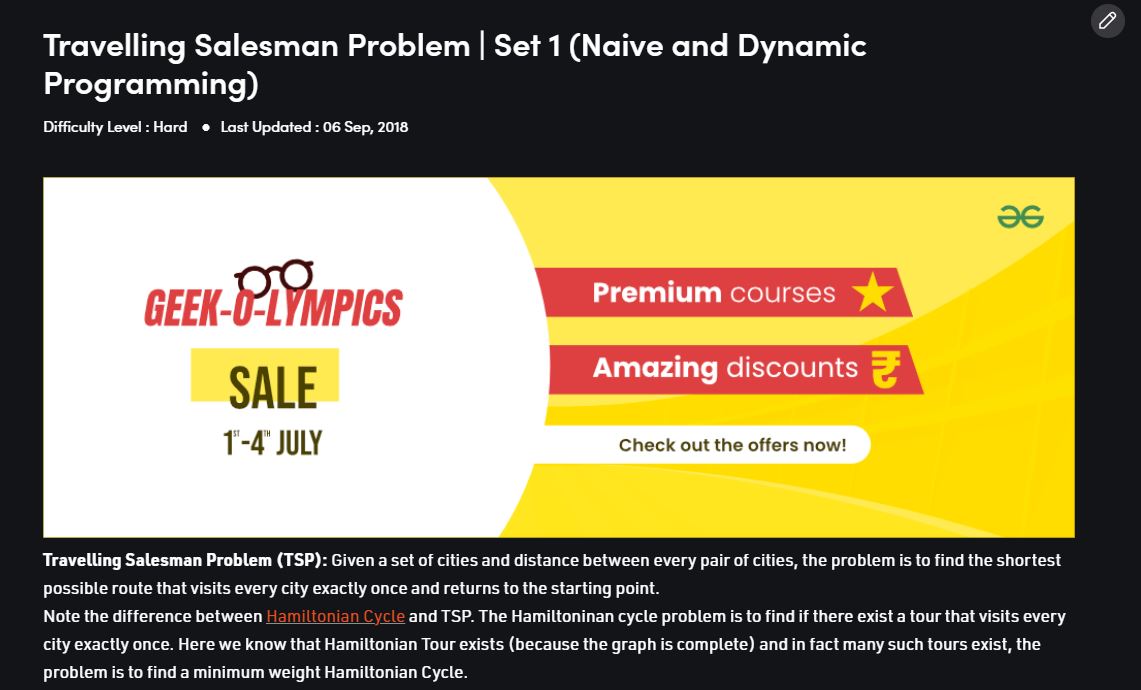 Travelling Salesman Problem | Set 1 (Naive and Dynamic
Programming)
Difficulty Level : Hard ● Last Updated : 06 Sep, 2018
GEEK-O-LYMPICS
SALE
1ST-4TH JULY
Premium courses
Amazing discounts
Check out the offers now!
Travelling Salesman Problem (TSP): Given a set of cities and distance between every pair of cities, the problem is to find the shortest
possible route that visits every city exactly once and returns to the starting point.
Note the difference between Hamiltonian Cycle and TSP. The Hamiltoninan cycle problem is to find if there exist a tour that visits every
city exactly once. Here we know that Hamiltonian Tour exists (because the graph is complete) and in fact many such tours exist, the
problem is to find a minimum weight Hamiltonian Cycle.